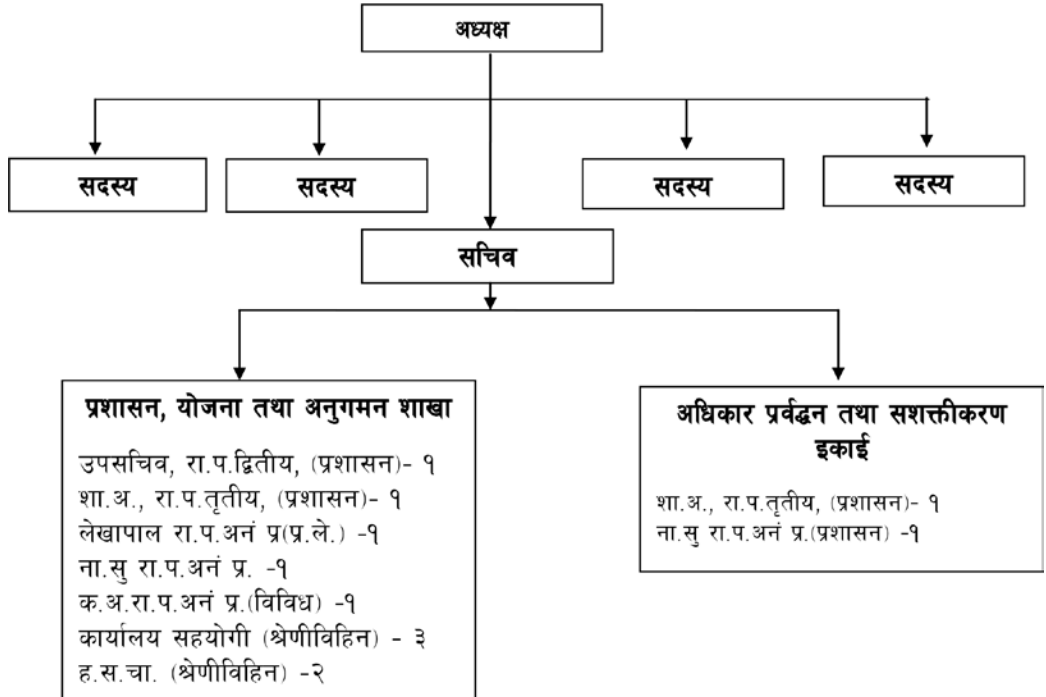 अध्यक्ष
सदस्य
सदस्य
सदस्य
सदस्य
सचिव
प्रशासन, योजना तथा अनुगमन शाखा
उपसचिव, रा.प.द्वितीय, (प्रशासन)- १
शा.अ., रा.प.तृतीय, (प्रशासन)- १
लेखापाल रा.प.अनं प्र(प्र.ले.) -१
ना.सु रा.प.अनं प्र. -१
क.अ.रा.प.अनं प्र.(विविध) -१
कार्यालय सहयोगी (श्रेणीविहिन) - ३
ह.स.चा. (श्रेणीविहिन) -२
अधिकार प्रर्वद्धन तथा सशक्तीकरण
इकाई
शा.अ., रा.प.तृतीय, (प्रशासन) -१
ना.सु रा.प.अनं प्र.(प्रशासन) -१